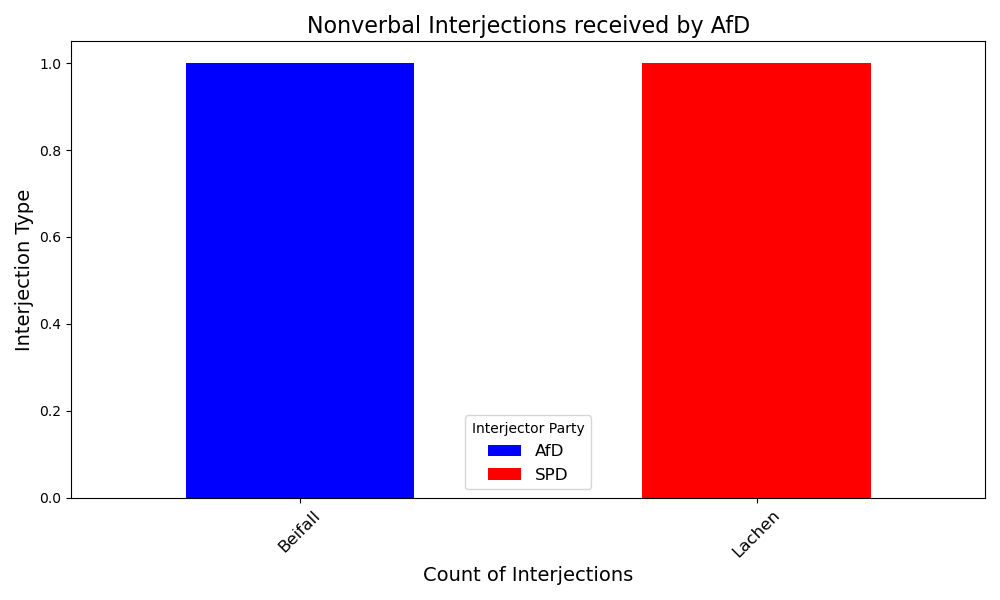 Nonverbal Interjections received by AfD
Interjection Type
1.0
0.8
0.6
0.4
0.2
0.0
Interjector Party
AfD
SPD
Beifall
Lachen
Count of Interjections